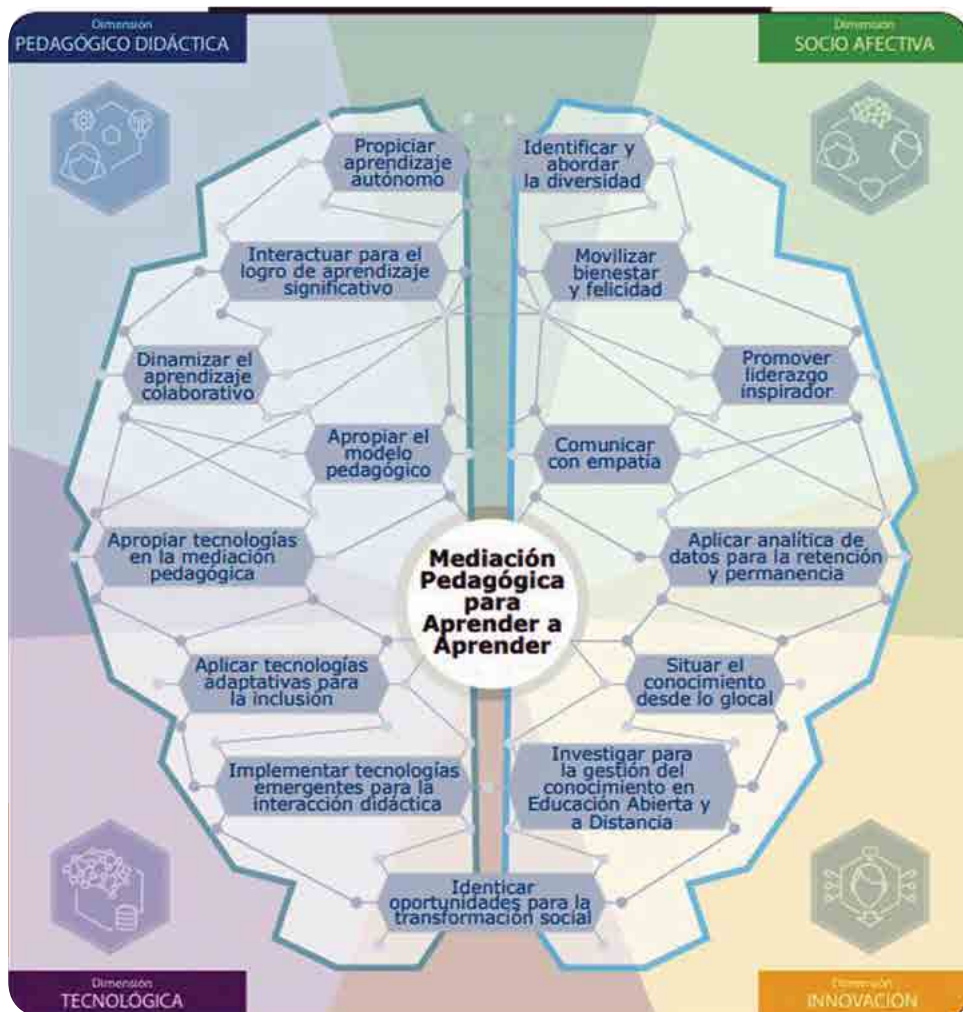 Dimensión
PEDAGÓGICO DIDÁCTICA
Dimensión
SOCIO AFECTIVA
Propiciar
aprendizaje
autónomo
Identificar y
abordar
la diversidad
Interactuar para el
logro de aprendizaje
significativo
Movilizar
bienestar
y felicidad
Dinamizar el
aprendizaje
colaborativo
Promover
liderazgo
inspirador
Apropiar el
modelo
pedagógico
Comunicar
con empatía
Apropiar tecnologías
en la mediación
pedagógica
Mediación
Pedagógica
para
Aprender a
Aprender
Aplicar analítica de
datos para la retención
y permanencia
Aplicar tecnologías
adaptativas para
la inclusión
Situar el
conocimiento
desde lo glocal
Implementar tecnologías
emergentes para la
interacción didáctica
Investigar para
la gestión del
conocimiento en
Educación Abierta y
a Distancia
Identicar
oportunidades para la
transformación social
Dimensión
TECNOLÓGICA
Dimensión
INNOVACIÓN